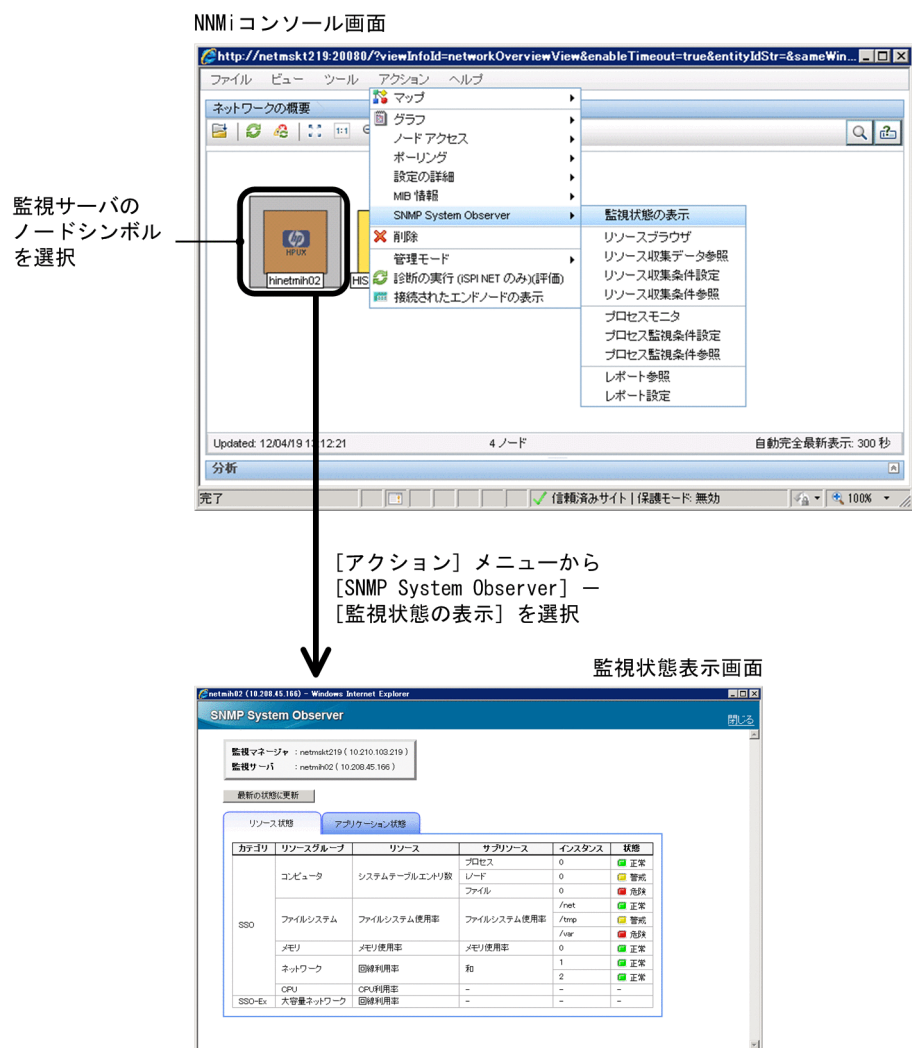 NNMiコンソール画面
http://netmskt219:20080/?viewInfoId=networkOverviewView&enableTimeout=true&entityIdStr=&sameWin...
ファイル ビュー ツール アクション ヘルプ
ネットワークの概要
1:1
マップ
グラフ
ノード アクセス
ポーリング
設定の詳細
MIB 情報
SNMP System Observer
削除
管理モード
診断の実行 (iSPI NET のみ)(評価)
接続されたエンドノードの表示
監視状態の表示
リソースブラウザ
リソース収集データ参照
リソース収集条件設定
リソース収集条件参照
プロセスモニタ
プロセス監視条件設定
プロセス監視条件参照
レポート参照
レポート設定
監視サーバの
ノードシンボル
を選択
hp
HPUX
hinetmih02
HIS
Updated: 12/04/19 13:12:21 4 ノード 自動完全最新表示: 300 秒
分析
完了 信頼済みサイト | 保護モード: 無効 100%
[アクション] メニューから
[SNMP System Observer] －
[監視状態の表示] を選択
監視状態表示画面
netmih02 (10.208.45.166) - Windows Internet Explorer
SNMP System Observer 閉じる
監視マネージャ : netmskt219 ( 10.210.103.219 )
監視サーバ : netmih02 ( 10.208.45.166 )
最新の状態に更新
リソース状態 アプリケーション状態
カテゴリ リソースグループ リソース サブリソース インスタンス 状態
SSO コンピュータ システムテーブルエントリ数 プロセス 0 正常
iノード 0 警戒
ファイル 0 危険
ファイルシステム ファイルシステム使用率 ファイルシステム使用率 /net 正常
/tmp 警戒
/var 危険
メモリ メモリ使用率 メモリ使用率 0 正常
ネットワーク 回線利用率 和 1 正常
2 正常
CPU CPU利用率 - - -
SSO-Ex 大容量ネットワーク 回線利用率 - - -